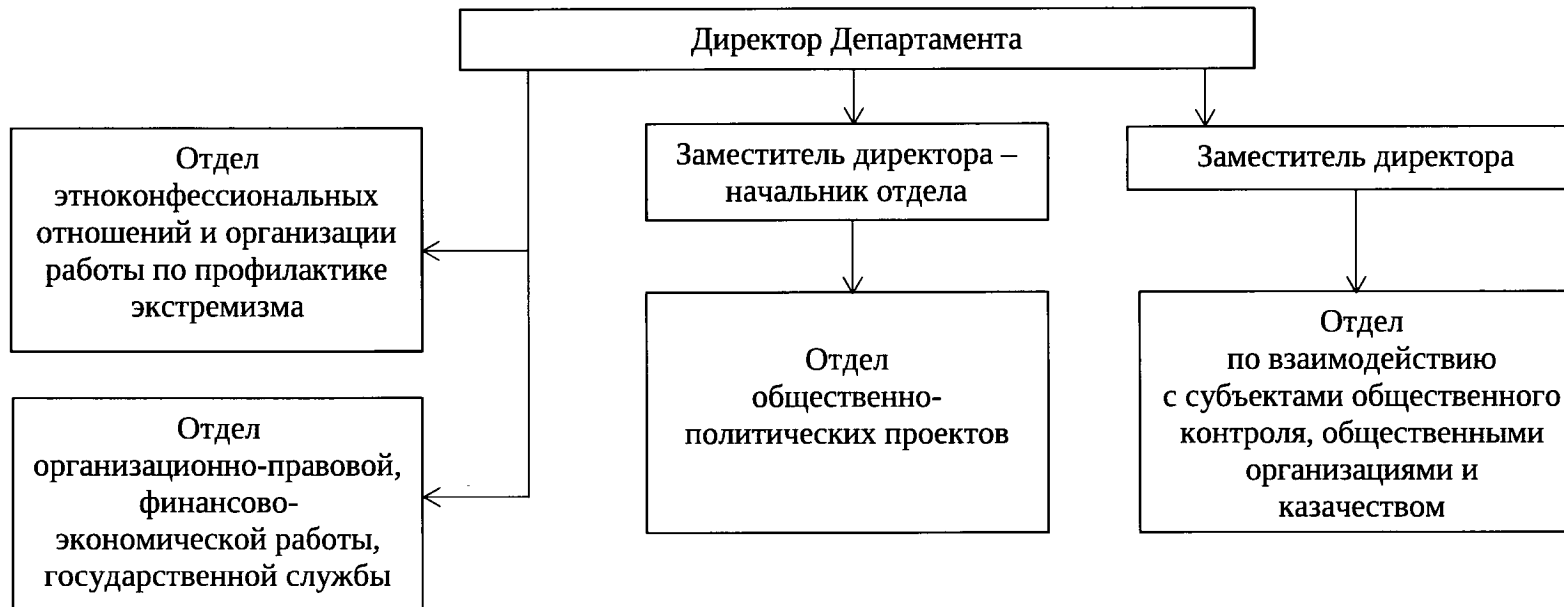 Директор Департамента
Отдел
этноконфессиональных
отношений и организации
работы по профилактике
экстремизма
Заместитель директора –
начальник отдела
Заместитель директора
Отдел
организационно-правовой,
финансово-
экономической работы,
государственной службы
Отдел
общественно-
политических проектов
Отдел
по взаимодействию
с субъектами общественного
контроля, общественными
организациями и
казачеством